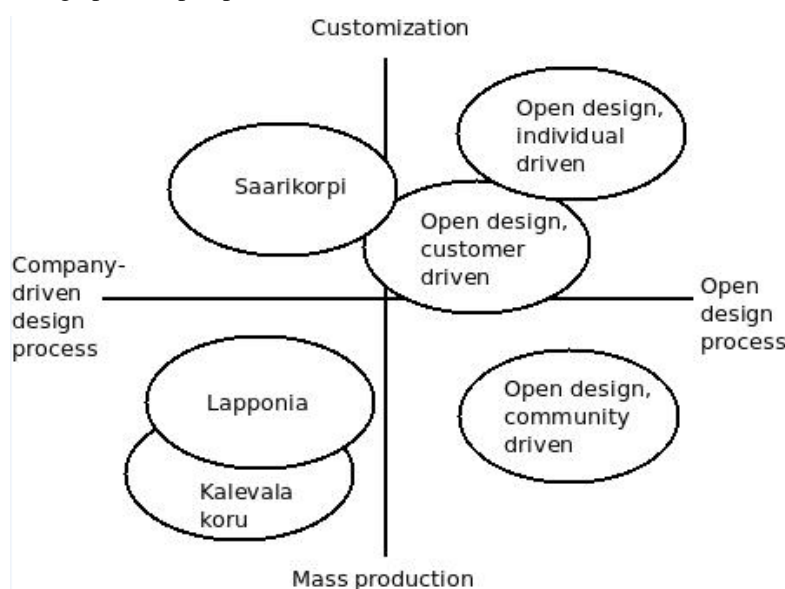 Customization
Open design,
individual
driven
Saarikorpi
Open design,
customer
driven
Company-
driven
design
process
Open
design
process
Lapponia
Open design,
community
driven
Kalevala
koru
Mass production